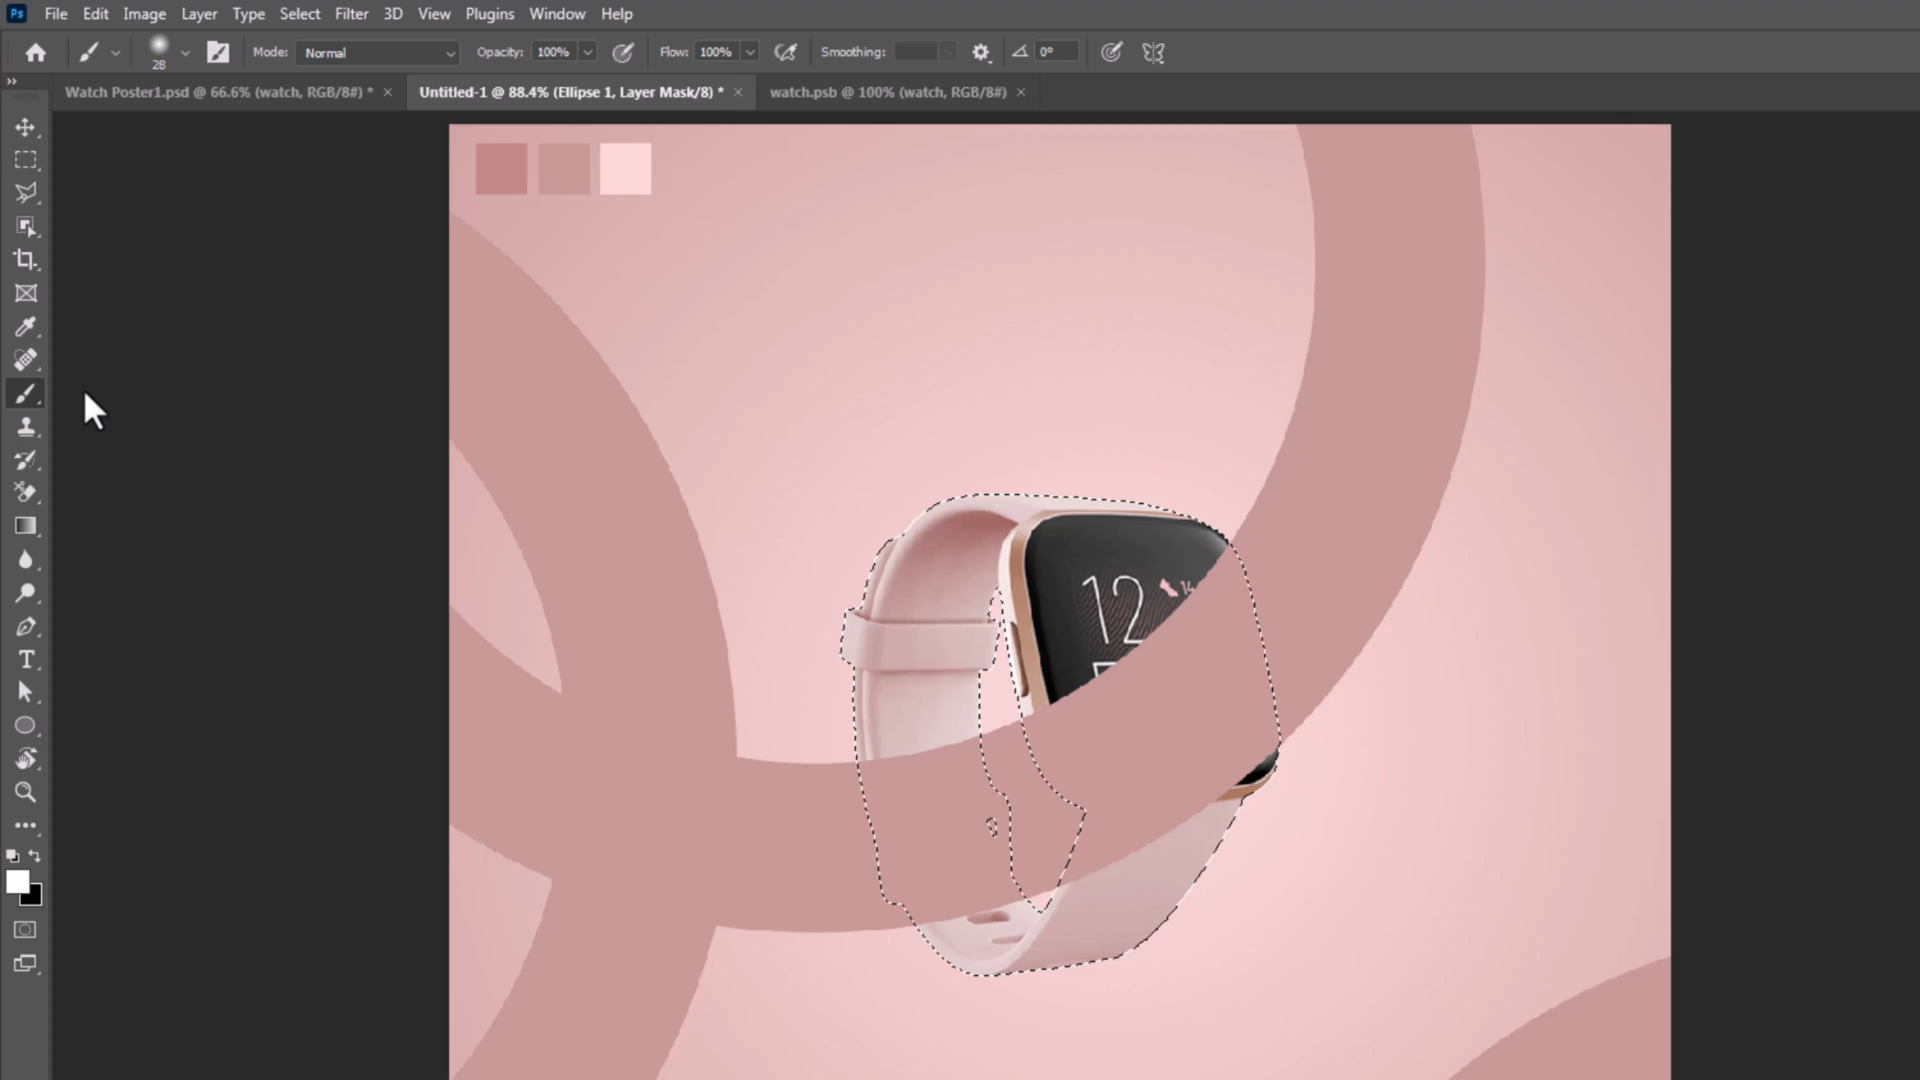 Ps File Edit Image Layer Type Select Filter 3D View Plugins Window Help
28 Mode: Normal Opacity: 100% Flow: 100% Smoothing: 0°
Watch Poster1.psd @ 66.6% (watch, RGB/8#) * × Untitled-1 @ 88.4% (Ellipse 1, Layer Mask/8) * × watch.psb @ 100% (watch, RGB/8#) ×
12